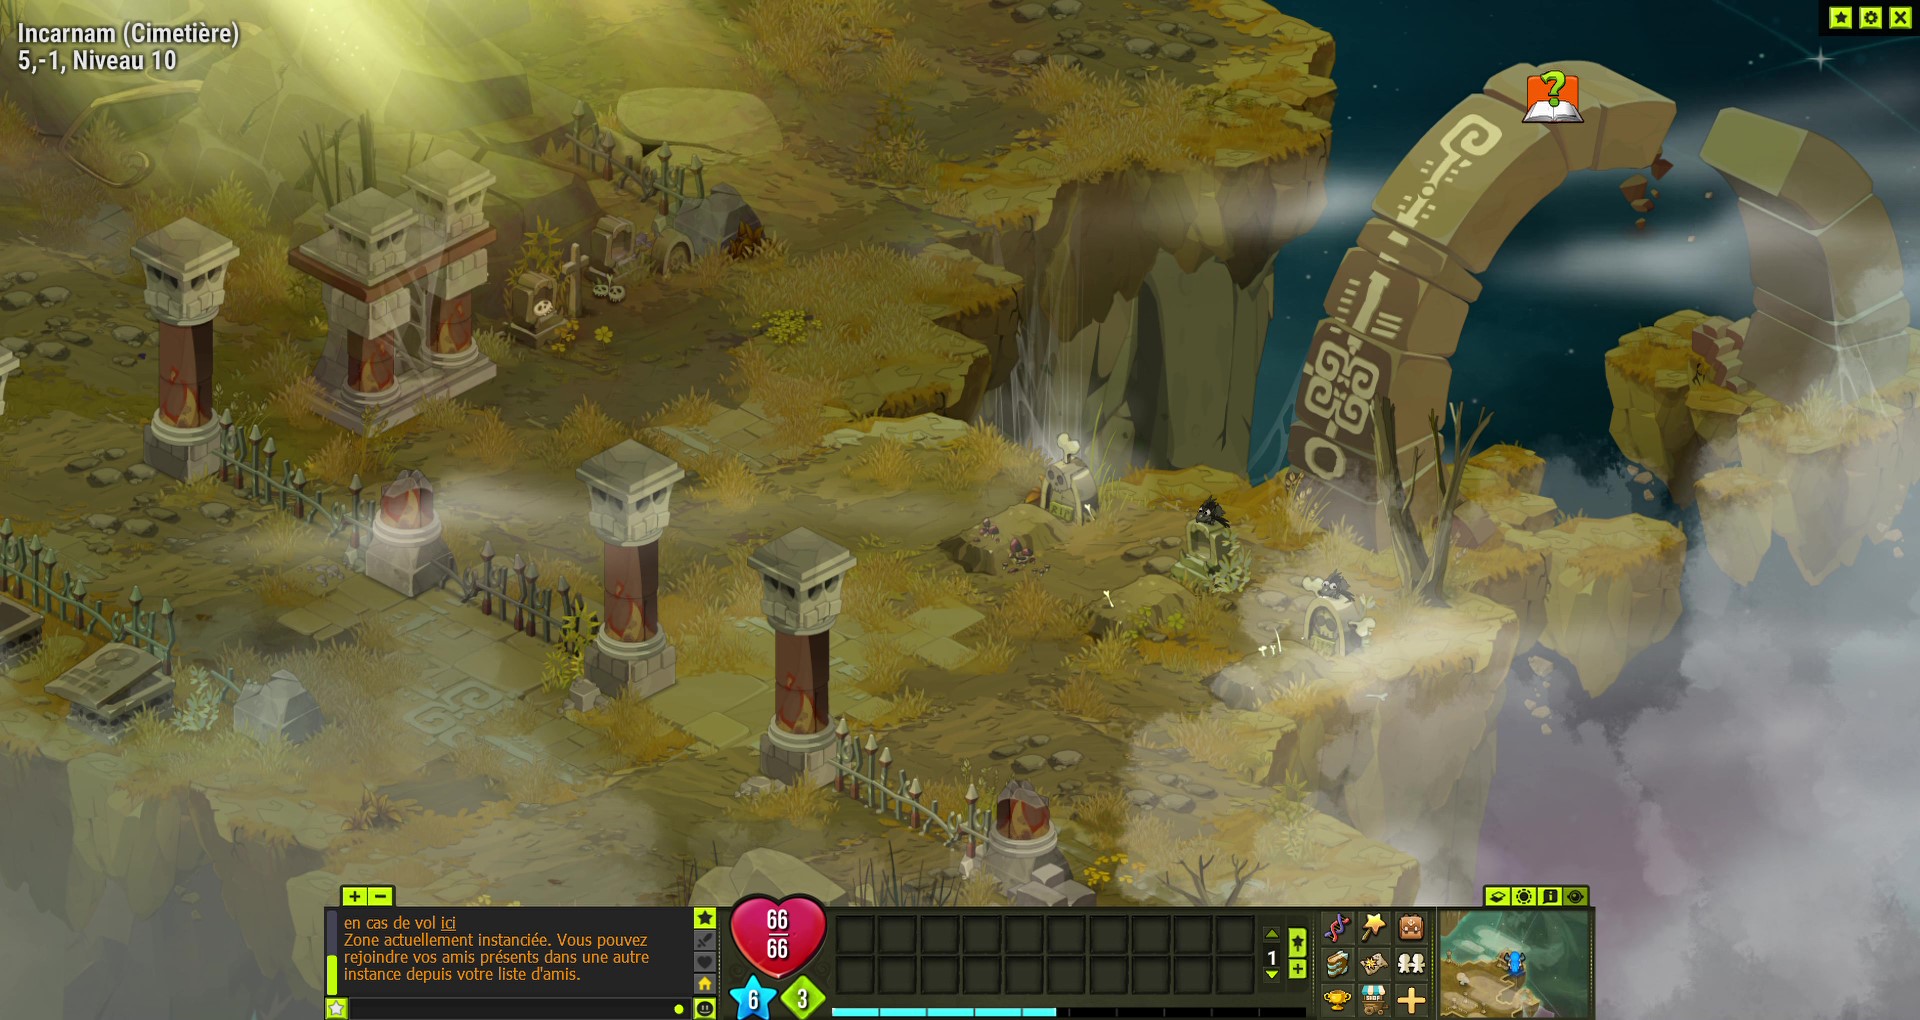 Incarnam (Cimetière)
5,-1, Niveau 10
?
en cas de vol ici
Zone actuellement instanciée. Vous pouvez
rejoindre vos amis présents dans une autre
instance depuis votre liste d'amis.
66
66
6
3
1
SHOP